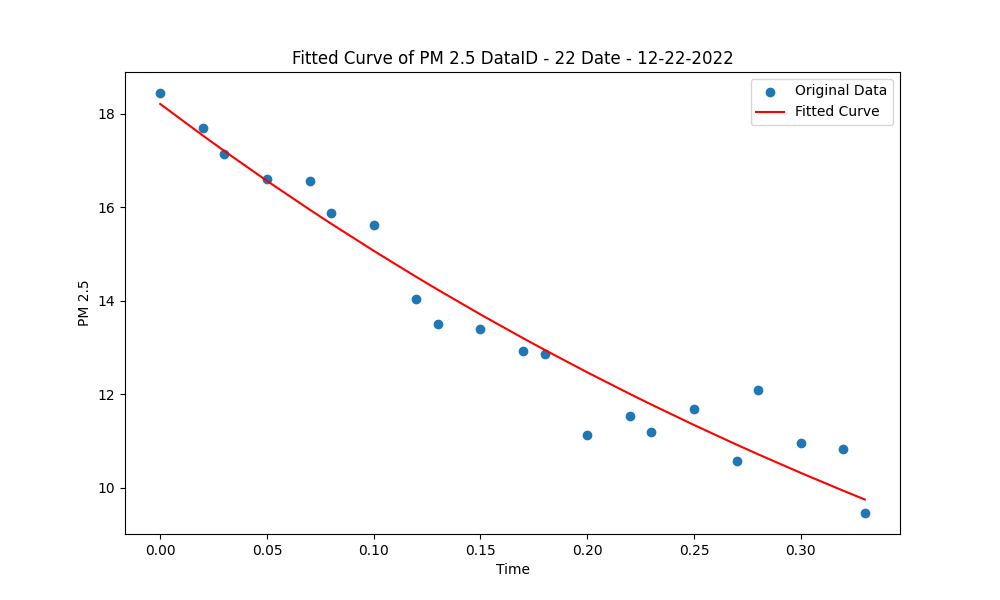 Fitted Curve of PM 2.5 DataID - 22 Date - 12-22-2022
Original Data
Fitted Curve
18
16
14
12
10
PM 2.5
0.00 0.05 0.10 0.15 0.20 0.25 0.30
Time